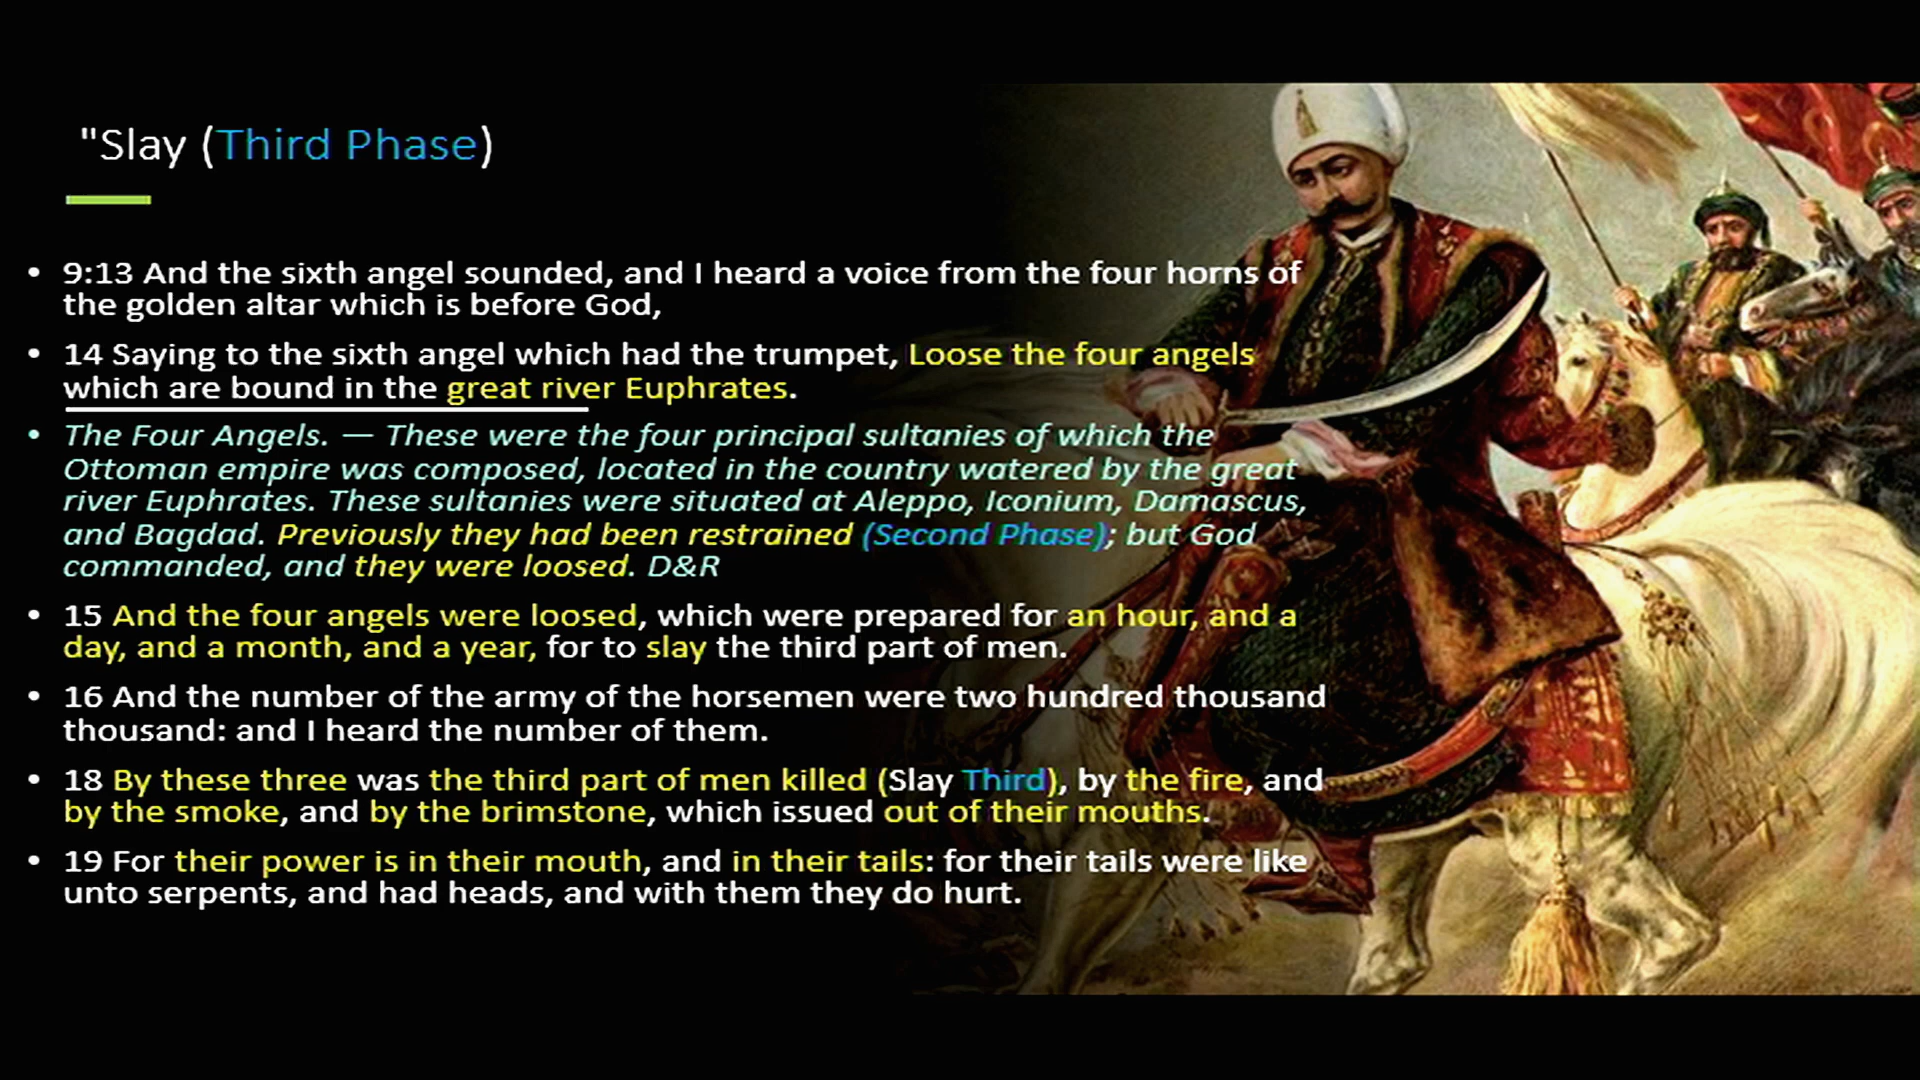 "Slay (Third Phase)
• 9:13 And the sixth angel sounded, and I heard a voice from the four horns of
the golden altar which is before God,
• 14 Saying to the sixth angel which had the trumpet, Loose the four angels
which are bound in the great river Euphrates.
• The Four Angels. — These were the four principal sultanies of which the
Ottoman empire was composed, located in the country watered by the great
river Euphrates. These sultanies were situated at Aleppo, Iconium, Damascus,
and Bagdad. Previously they had been restrained (Second Phase); but God
commanded, and they were loosed. D&R
• 15 And the four angels were loosed, which were prepared for an hour, and a
day, and a month, and a year, for to slay the third part of men.
• 16 And the number of the army of the horsemen were two hundred thousand
thousand: and I heard the number of them.
• 18 By these three was the third part of men killed (Slay Third), by the fire, and
by the smoke, and by the brimstone, which issued out of their mouths.
• 19 For their power is in their mouth, and in their tails: for their tails were like
unto serpents, and had heads, and with them they do hurt.